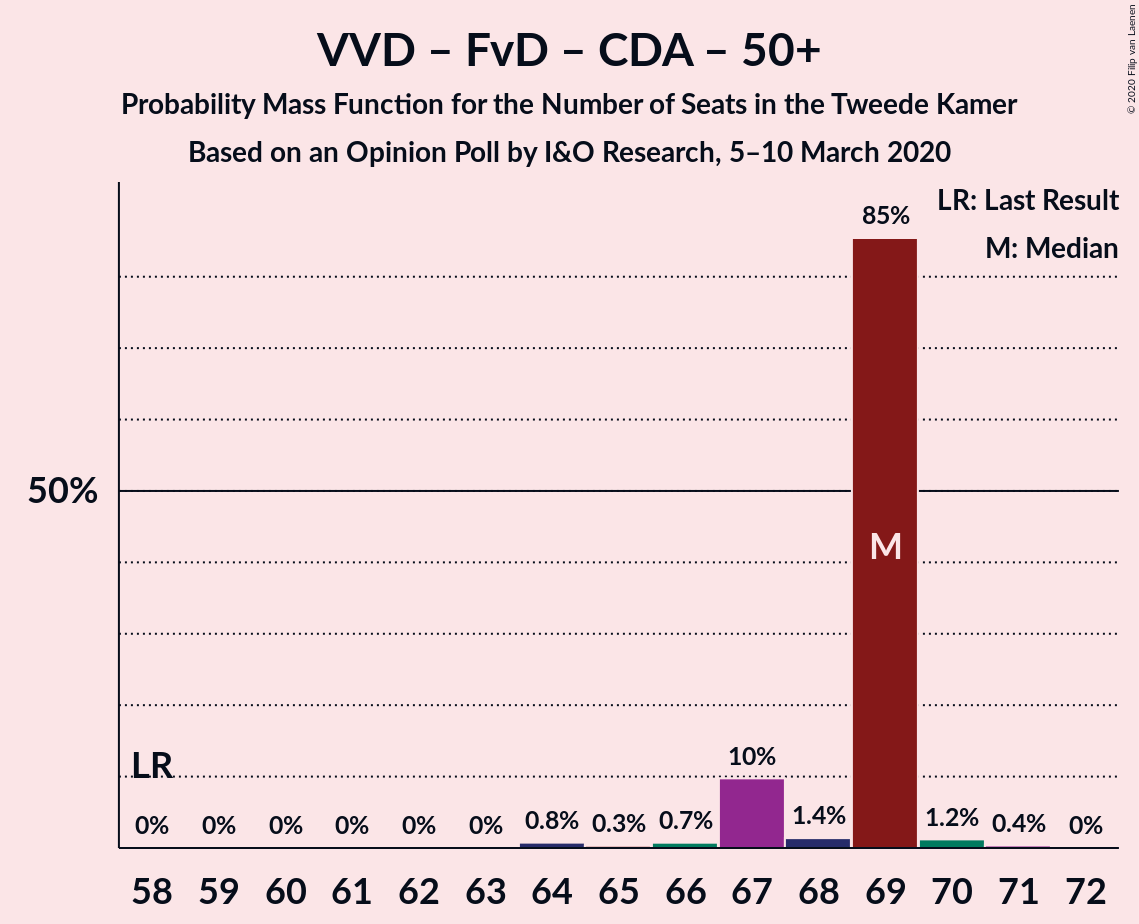 VVD – FvD – CDA – 50+
Probability Mass Function for the Number of Seats in the Tweede Kamer
Based on an Opinion Poll by I&O Research, 5–10 March 2020
© 2020 Filip van Laenen
LR: Last Result
M: Median
85%
50%
M
LR
10%
0% 0% 0% 0% 0% 0% 0.8% 0.3% 0.7% 1.4% 1.2% 0.4% 0%
58 59 60 61 62 63 64 65 66 67 68 69 70 71 72